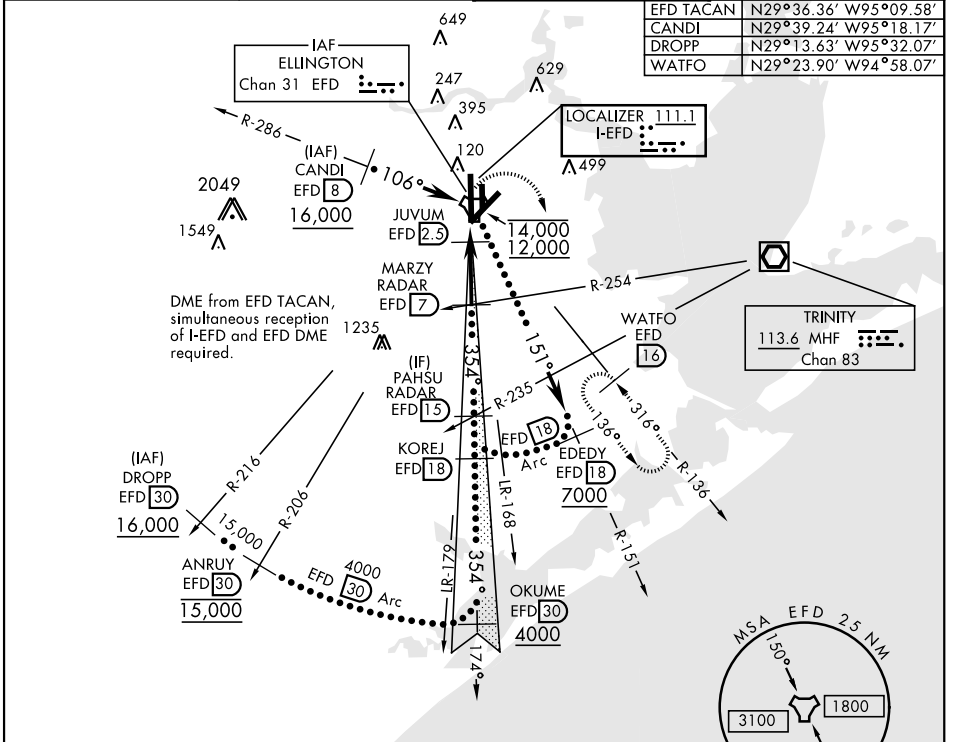 EFD TACAN N29°36.36' W95°09.58'
CANDI N29°39.24' W95°18.17'
DROPP N29°13.63' W95°32.07'
WATFO N29°23.90' W94°58.07'
649
IAF
ELLINGTON
Chan 31 EFD
247
629
395
LOCALIZER 111.1
I-EFD
R-286
120
499
(IAF)
CANDI
EFD 8
16,000
106°
2049
1549
JUVUM
EFD 2.5
14,000
12,000
MARZY
RADAR
EFD 7
R-254
DME from EFD TACAN,
simultaneous reception
of I-EFD and EFD DME
required.
1235
TRINITY
113.6 MHF
Chan 83
WATFO
EFD
16
354°
151°
(IF)
PAHSU
RADAR
EFD 15
R-235
316°
136°
KOREJ
EFD 18
EFD 18
Arc
EDEDY
EFD 18
7000
(IAF)
DROPP
EFD 30
16,000
R-216
R-206
LR-168
R-136
R-151
15,000
ANRUY
EFD 30
15,000
4000
EFD 30 Arc
LR-179
354°
OKUME
EFD 30
4000
174°
MSA EFD 25 NM
150°
3100
1800